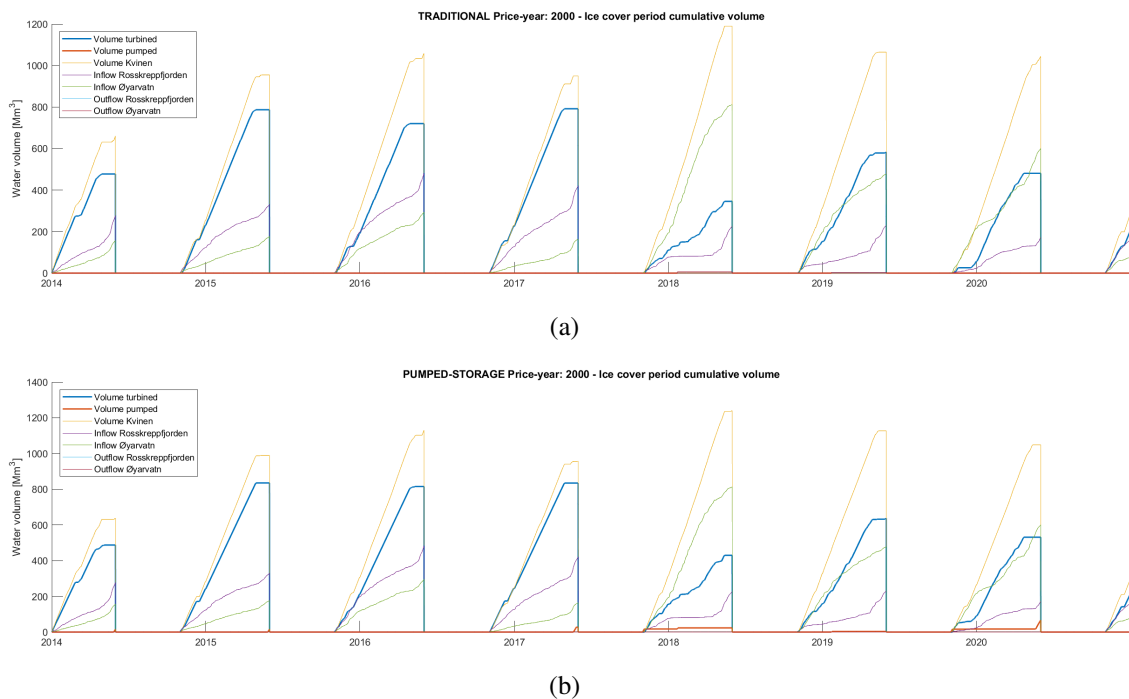 TRADITIONAL Price-year: 2000 - Ice cover period cumulative volume
1200
1000
800
600
400
200
0
Water volume [Mm³]
Volume turbined
Volume pumped
Volume Kvinen
Inflow Rosskreppfjorden
Inflow Øyarvatn
Outflow Rosskreppfjorden
Outflow Øyarvatn
2014 2015 2016 2017 2018 2019 2020
(a)
PUMPED-STORAGE Price-year: 2000 - Ice cover period cumulative volume
1400
1200
1000
800
600
400
200
0
Water volume [Mm³]
Volume turbined
Volume pumped
Volume Kvinen
Inflow Rosskreppfjorden
Inflow Øyarvatn
Outflow Rosskreppfjorden
Outflow Øyarvatn
2014 2015 2016 2017 2018 2019 2020
(b)